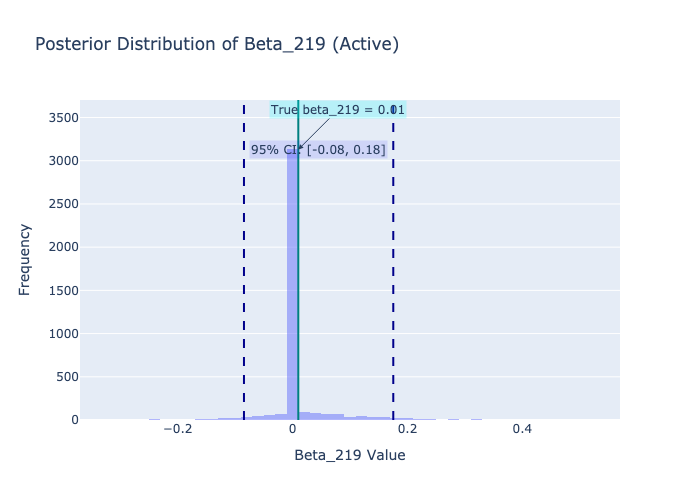 Posterior Distribution of Beta_219 (Active)
True beta_219 = 0.01
95% CI: [-0.08, 0.18]
3500
3000
2500
2000
1500
1000
500
0
Frequency
−0.2
0
0.2
0.4
Beta_219 Value